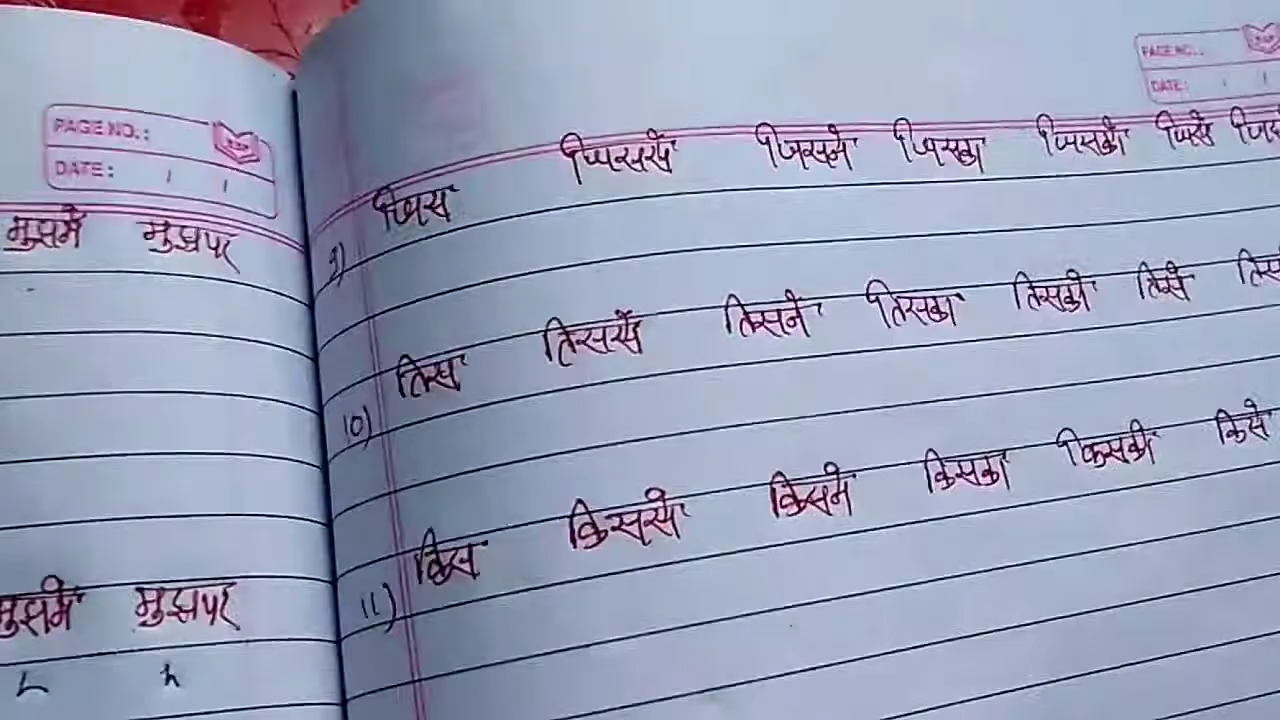 PAGE NO.:
DATE: / /
मुझमें मुझपर
मुझमें मुझपर
PAGE NO.:
DATE: / /
9) जिस जिससे जिसने जिसका जिसको जिसे
10) तिस तिससे तिसने तिसका तिसको तिसे
11) किस किससे किसने किसका किसकी किसे